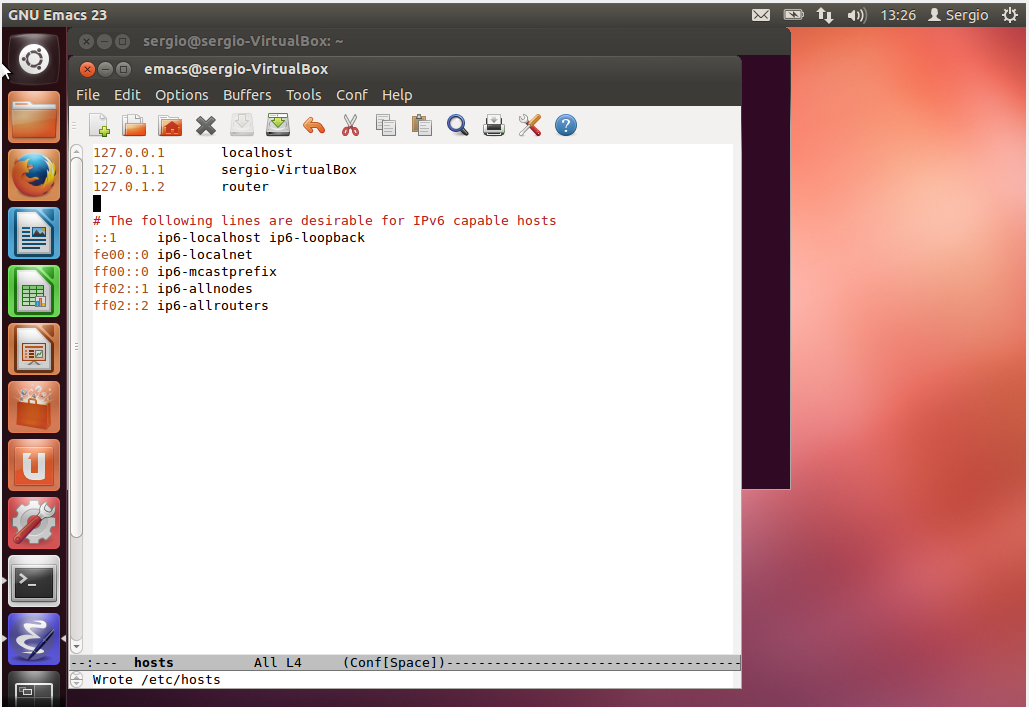 GNU Emacs 23 13:26 Sergio
sergio@sergio-VirtualBox: ~
emacs@sergio-VirtualBox
File Edit Options Buffers Tools Conf Help
127.0.0.1 localhost
127.0.1.1 sergio-VirtualBox
127.0.1.2 router
# The following lines are desirable for IPv6 capable hosts
::1 ip6-localhost ip6-loopback
fe00::0 ip6-localnet
ff00::0 ip6-mcastprefix
ff02::1 ip6-allnodes
ff02::2 ip6-allrouters
--:--- hosts All L4 (Conf[Space])-------------------------------------
Wrote /etc/hosts